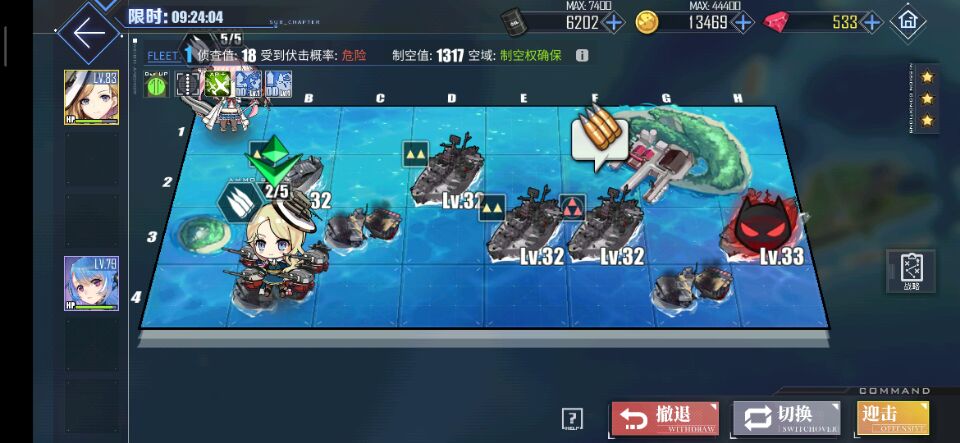 限时: 09:24:04
SUB_CHAPTER
MAX: 7400
6202
MAX: 44400
13469
533
FLEET 1 侦查值: 18 受到伏击概率: 危险 制空值: 1317 空域: 制空权确保
5/5
LV.83
HP
LV.79
HP
B C D E F G H
1
2
3
4
AMMO
2/5
32
Lv.32
Lv.32
Lv.32
Lv.33
战略
COMMAND
? HELP
撤退 WITHDRAW
切换 SWITCHOVER
迎击 OFFENSIVE